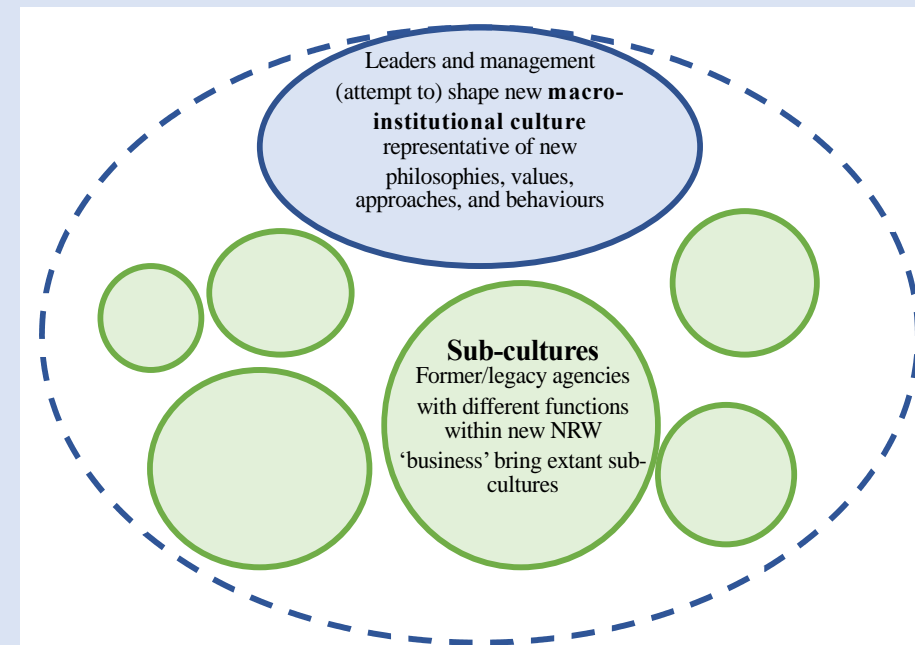 Leaders and management
(attempt to) shape new macro-
institutional culture
representative of new
philosophies, values,
approaches, and behaviours
Sub-cultures
Former/legacy agencies
with different functions
within new NRW
‘business’ bring extant sub-
cultures